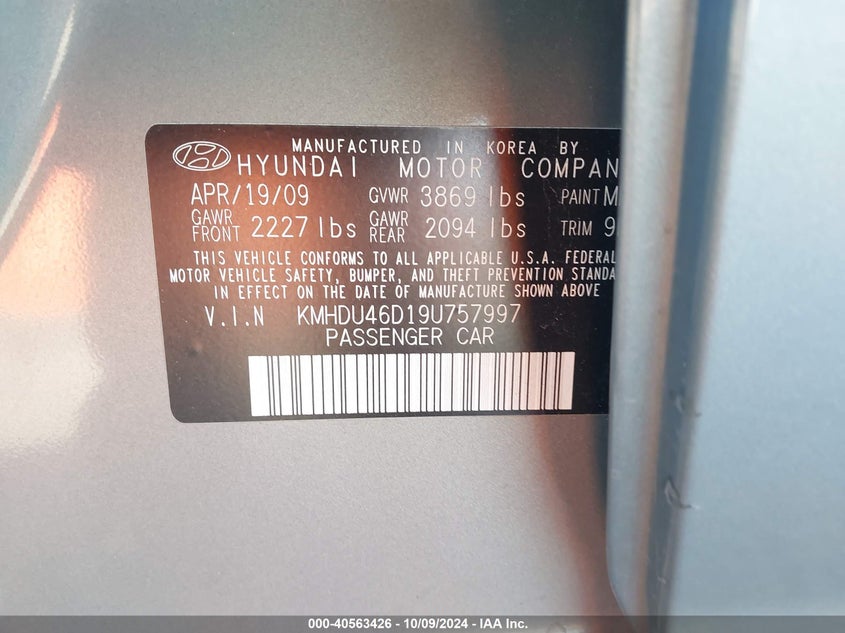 MANUFACTURED IN KOREA BY
HYUNDAI MOTOR COMPAN
APR/19/09 GVWR 3869 lbs PAINT M
GAWR FRONT 2227 lbs GAWR REAR 2094 lbs TRIM 9
THIS VEHICLE CONFORMS TO ALL APPLICABLE U.S.A. FEDERAL
MOTOR VEHICLE SAFETY, BUMPER, AND THEFT PREVENTION STANDA
IN EFFECT ON THE DATE OF MANUFACTURE SHOWN ABOVE
V.I.N KMHDU46D19U757997
PASSENGER CAR
000-40563426 - 10/09/2024 - IAA Inc.